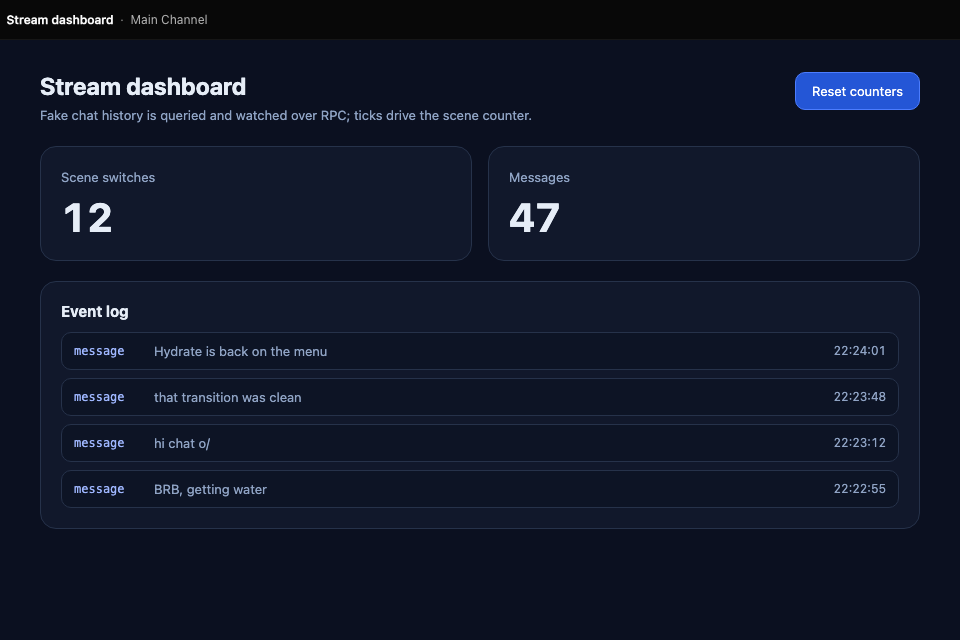 Stream dashboard · Main Channel
Stream dashboard
Reset counters
Fake chat history is queried and watched over RPC; ticks drive the scene counter.
Scene switches
12
Messages
47
Event log
message Hydrate is back on the menu 22:24:01
message that transition was clean 22:23:48
message hi chat o/ 22:23:12
message BRB, getting water 22:22:55